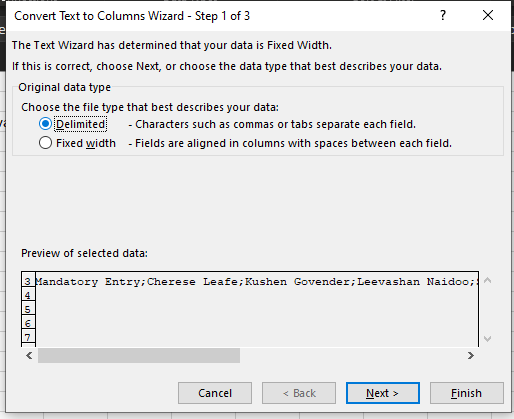 Convert Text to Columns Wizard - Step 1 of 3
The Text Wizard has determined that your data is Fixed Width.
If this is correct, choose Next, or choose the data type that best describes your data.
Original data type
Choose the file type that best describes your data:
Delimited - Characters such as commas or tabs separate each field.
Fixed width - Fields are aligned in columns with spaces between each field.
Preview of selected data:
3 Mandatory Entry;Cherese Leafe;Kushen Govender;Leevashan Naidoo;
4
5
6
7
Cancel < Back Next > Finish